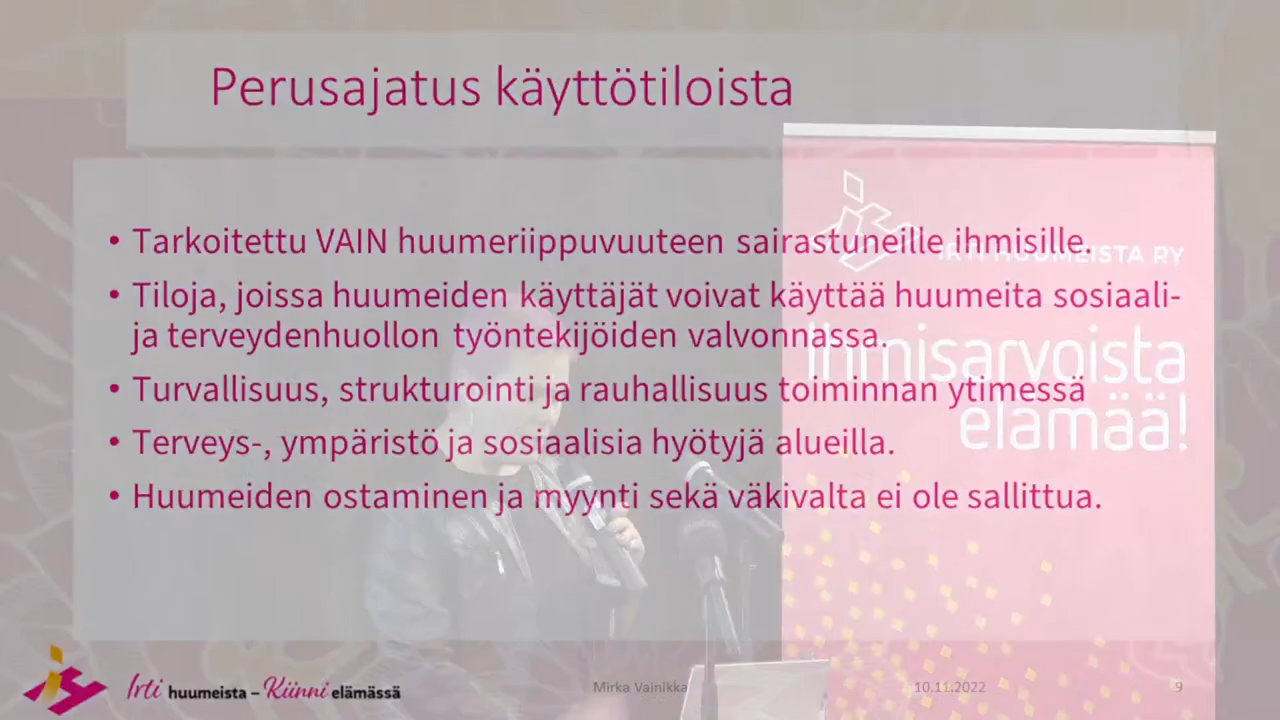 Perusajatus käyttötiloista
• Tarkoitettu VAIN huumeriippuvuuteen sairastuneille ihmisille.
IRTI HUUMEISTA RY
• Tiloja, joissa huumeiden käyttäjät voivat käyttää huumeita sosiaali-
ja terveydenhuollon työntekijöiden valvonnassa.
Ihmisarvoista
elämää!
• Turvallisuus, strukturointi ja rauhallisuus toiminnan ytimessä
• Terveys-, ympäristö ja sosiaalisia hyötyjä alueilla.
• Huumeiden ostaminen ja myynti sekä väkivalta ei ole sallittua.
Irti huumeista – Kiinni elämässä
Mirka Vainikka
10.11.2022
9